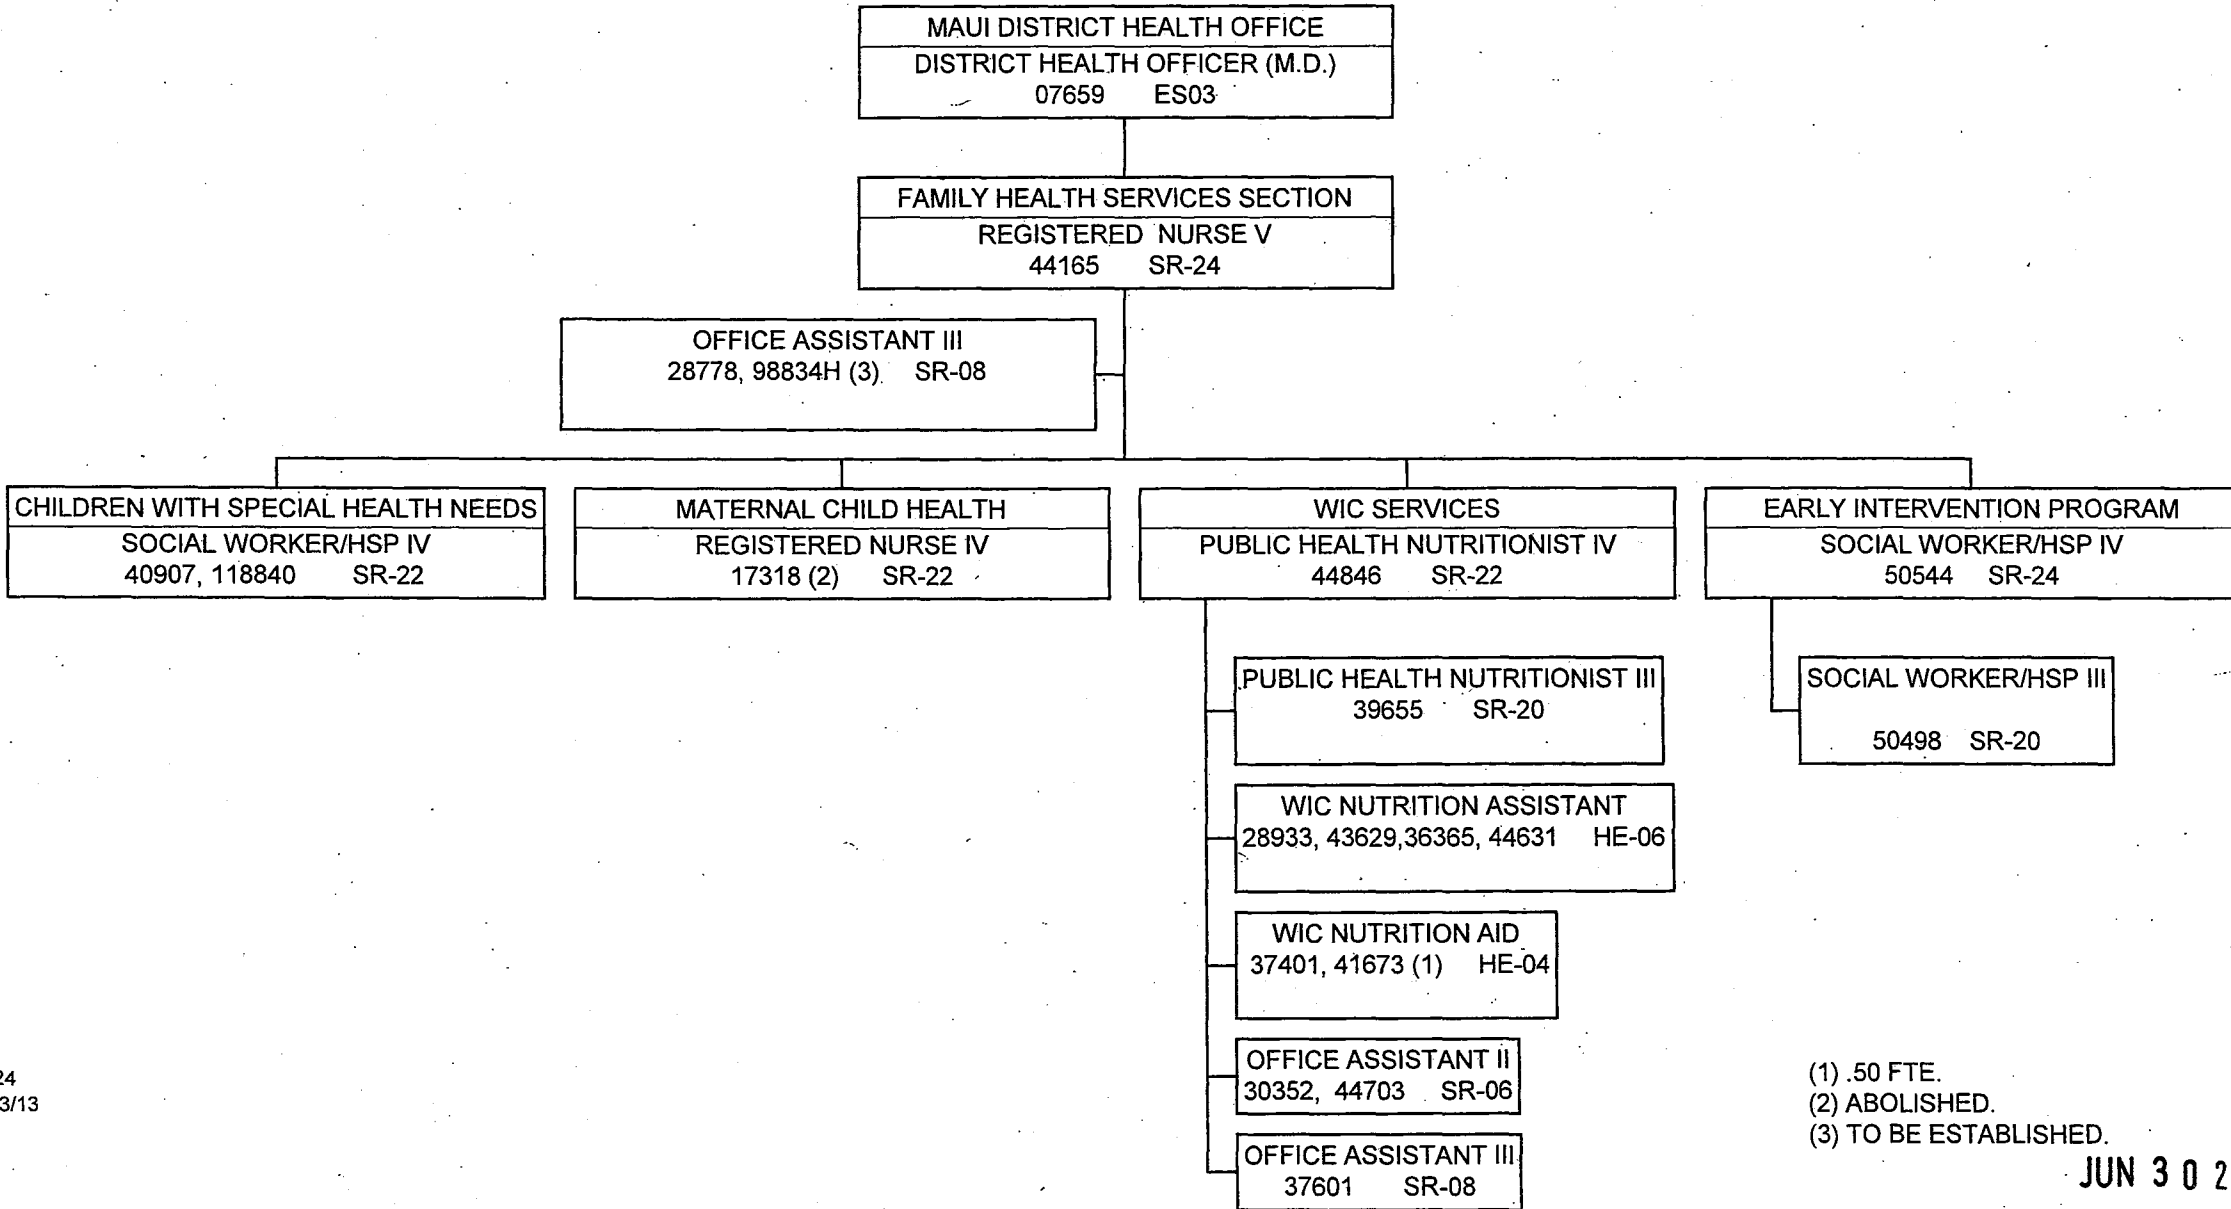 MAUI DISTRICT HEALTH OFFICE
DISTRICT HEALTH OFFICER (M.D.)
07659 ES03
FAMILY HEALTH SERVICES SECTION
REGISTERED NURSE V
44165 SR-24
OFFICE ASSISTANT III
28778, 98834H (3) SR-08
CHILDREN WITH SPECIAL HEALTH NEEDS
SOCIAL WORKER/HSP IV
40907, 118840 SR-22
MATERNAL CHILD HEALTH
REGISTERED NURSE IV
17318 (2) SR-22
WIC SERVICES
PUBLIC HEALTH NUTRITIONIST IV
44846 SR-22
EARLY INTERVENTION PROGRAM
SOCIAL WORKER/HSP IV
50544 SR-24
PUBLIC HEALTH NUTRITIONIST III
39655 SR-20
WIC NUTRITION ASSISTANT
28933, 43629,36365, 44631 HE-06
WIC NUTRITION AID
37401, 41673 (1) HE-04
OFFICE ASSISTANT II
30352, 44703 SR-06
OFFICE ASSISTANT III
37601 SR-08
SOCIAL WORKER/HSP III
50498 SR-20
24
3/13
(1) .50 FTE.
(2) ABOLISHED.
(3) TO BE ESTABLISHED.
JUN 3 0 2